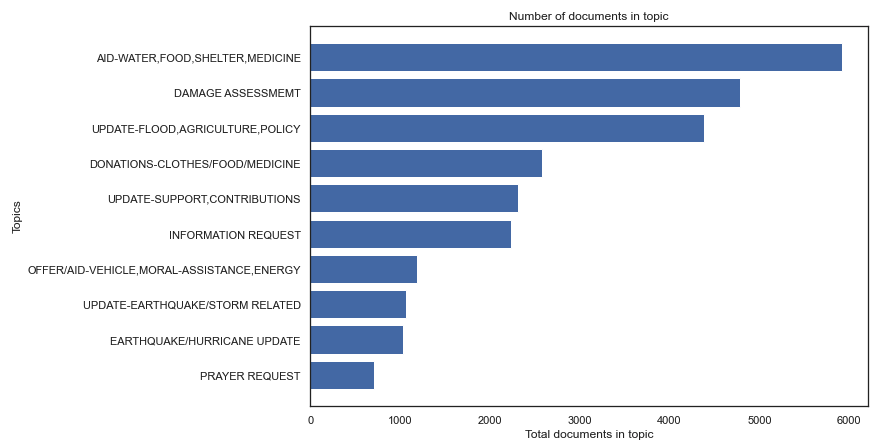 Number of documents in topic
AID-WATER,FOOD,SHELTER,MEDICINE
DAMAGE ASSESSMEMT
UPDATE-FLOOD,AGRICULTURE,POLICY
DONATIONS-CLOTHES/FOOD/MEDICINE
UPDATE-SUPPORT,CONTRIBUTIONS
INFORMATION REQUEST
OFFER/AID-VEHICLE,MORAL-ASSISTANCE,ENERGY
UPDATE-EARTHQUAKE/STORM RELATED
EARTHQUAKE/HURRICANE UPDATE
PRAYER REQUEST
Topics
0 1000 2000 3000 4000 5000 6000
Total documents in topic